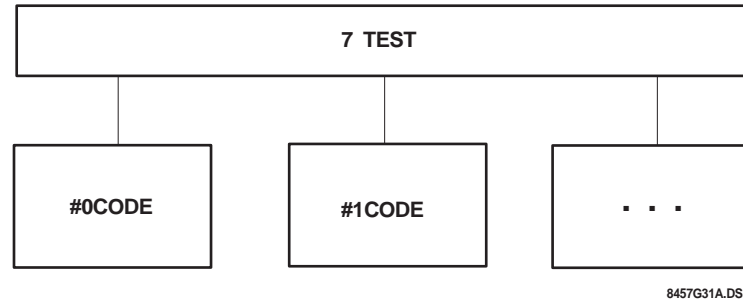 7 TEST
#0CODE
#1CODE
. . .
8457G31A.DS